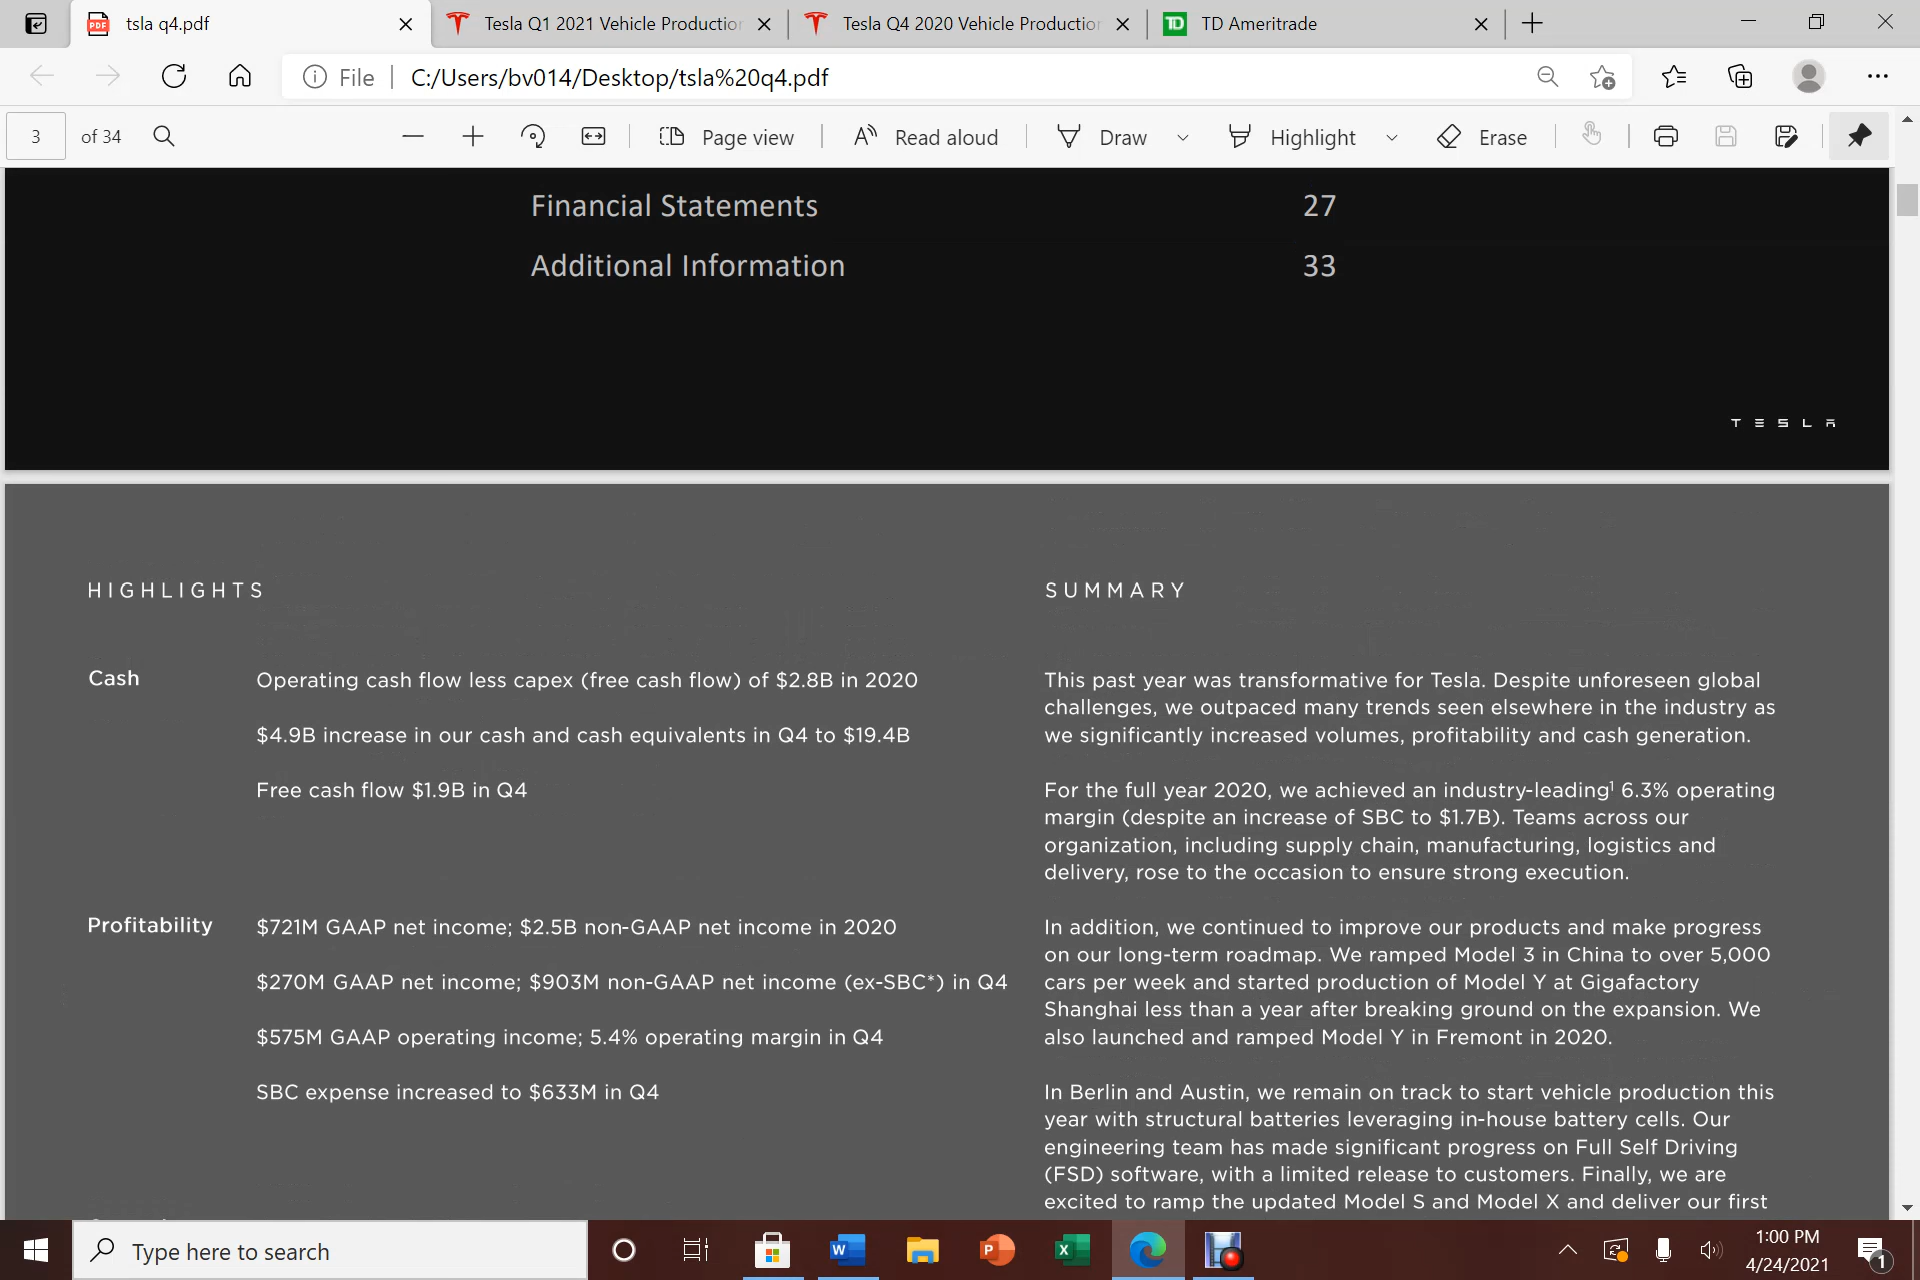 tsla q4.pdf
Tesla Q1 2021 Vehicle Production
Tesla Q4 2020 Vehicle Production
TD Ameritrade
File
C:/Users/bv014/Desktop/tsla%20q4.pdf
3 of 34
Page view
Read aloud
Draw
Highlight
Erase
Financial Statements 27
Additional Information 33
TESLA
HIGHLIGHTS
Cash
Operating cash flow less capex (free cash flow) of $2.8B in 2020
$4.9B increase in our cash and cash equivalents in Q4 to $19.4B
Free cash flow $1.9B in Q4
Profitability
$721M GAAP net income; $2.5B non-GAAP net income in 2020
$270M GAAP net income; $903M non-GAAP net income (ex-SBC*) in Q4
$575M GAAP operating income; 5.4% operating margin in Q4
SBC expense increased to $633M in Q4
SUMMARY
This past year was transformative for Tesla. Despite unforeseen global
challenges, we outpaced many trends seen elsewhere in the industry as
we significantly increased volumes, profitability and cash generation.
For the full year 2020, we achieved an industry-leading¹ 6.3% operating
margin (despite an increase of SBC to $1.7B). Teams across our
organization, including supply chain, manufacturing, logistics and
delivery, rose to the occasion to ensure strong execution.
In addition, we continued to improve our products and make progress
on our long-term roadmap. We ramped Model 3 in China to over 5,000
cars per week and started production of Model Y at Gigafactory
Shanghai less than a year after breaking ground on the expansion. We
also launched and ramped Model Y in Fremont in 2020.
In Berlin and Austin, we remain on track to start vehicle production this
year with structural batteries leveraging in-house battery cells. Our
engineering team has made significant progress on Full Self Driving
(FSD) software, with a limited release to customers. Finally, we are
excited to ramp the updated Model S and Model X and deliver our first
Type here to search
1:00 PM
4/24/2021
1